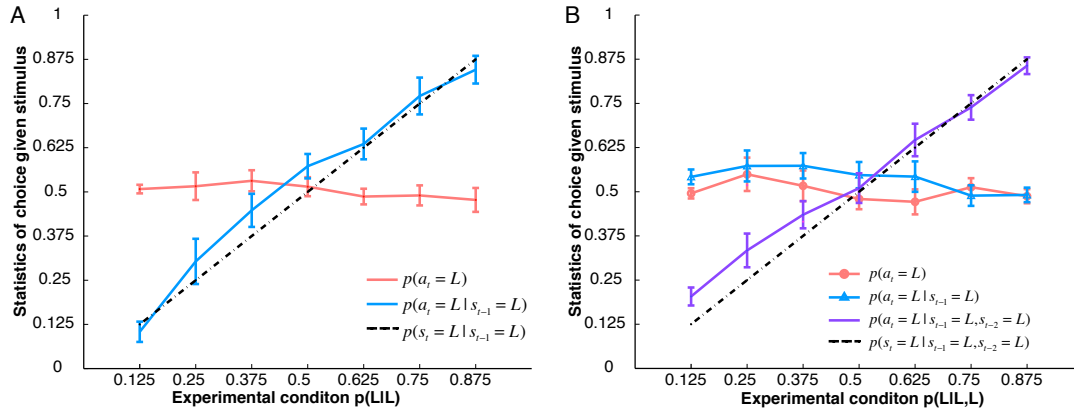 A
Statistics of choice given stimulus
1
0.875
0.75
0.625
0.5
0.375
0.25
0.125
0
p(a_t = L)
p(a_t = L | s_{t-1} = L)
p(s_t = L | s_{t-1} = L)
0.125 0.25 0.375 0.5 0.625 0.75 0.875
Experimental conditon p(L|L)
B
Statistics of choice given stimulus
1
0.875
0.75
0.625
0.5
0.375
0.25
0.125
0
p(a_t = L)
p(a_t = L | s_{t-1} = L)
p(a_t = L | s_{t-1} = L, s_{t-2} = L)
p(s_t = L | s_{t-1} = L, s_{t-2} = L)
0.125 0.25 0.375 0.5 0.625 0.75 0.875
Experimental conditon p(L|L,L)